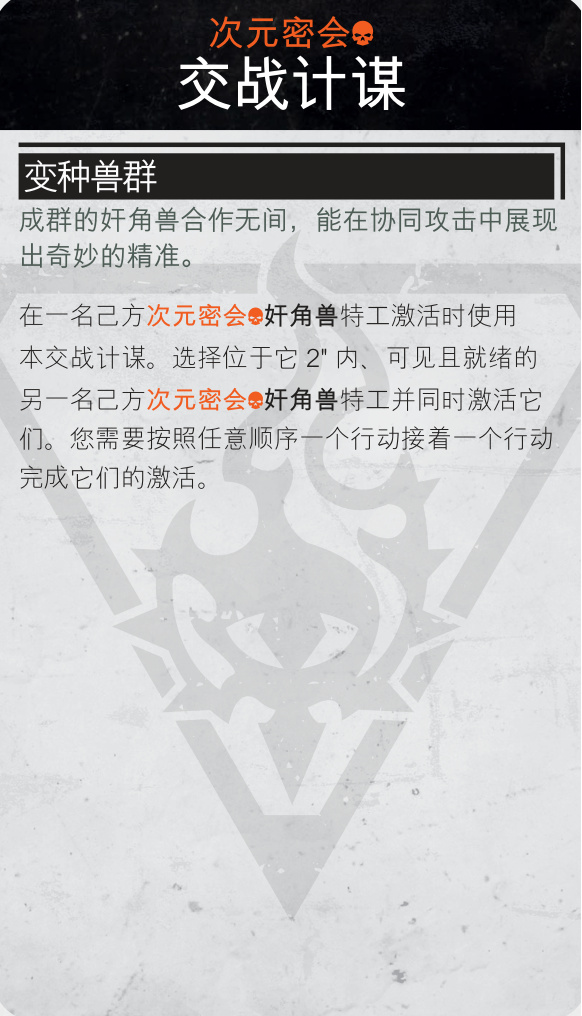 次元密会
交战计谋
变种兽群
成群的奸角兽合作无间，能在协同攻击中展现
出奇妙的精准。
在一名己方次元密会奸角兽特工激活时使用
本交战计谋。选择位于它 2" 内、可见且就绪的
另一名己方次元密会奸角兽特工并同时激活它
们。您需要按照任意顺序一个行动接着一个行动
完成它们的激活。